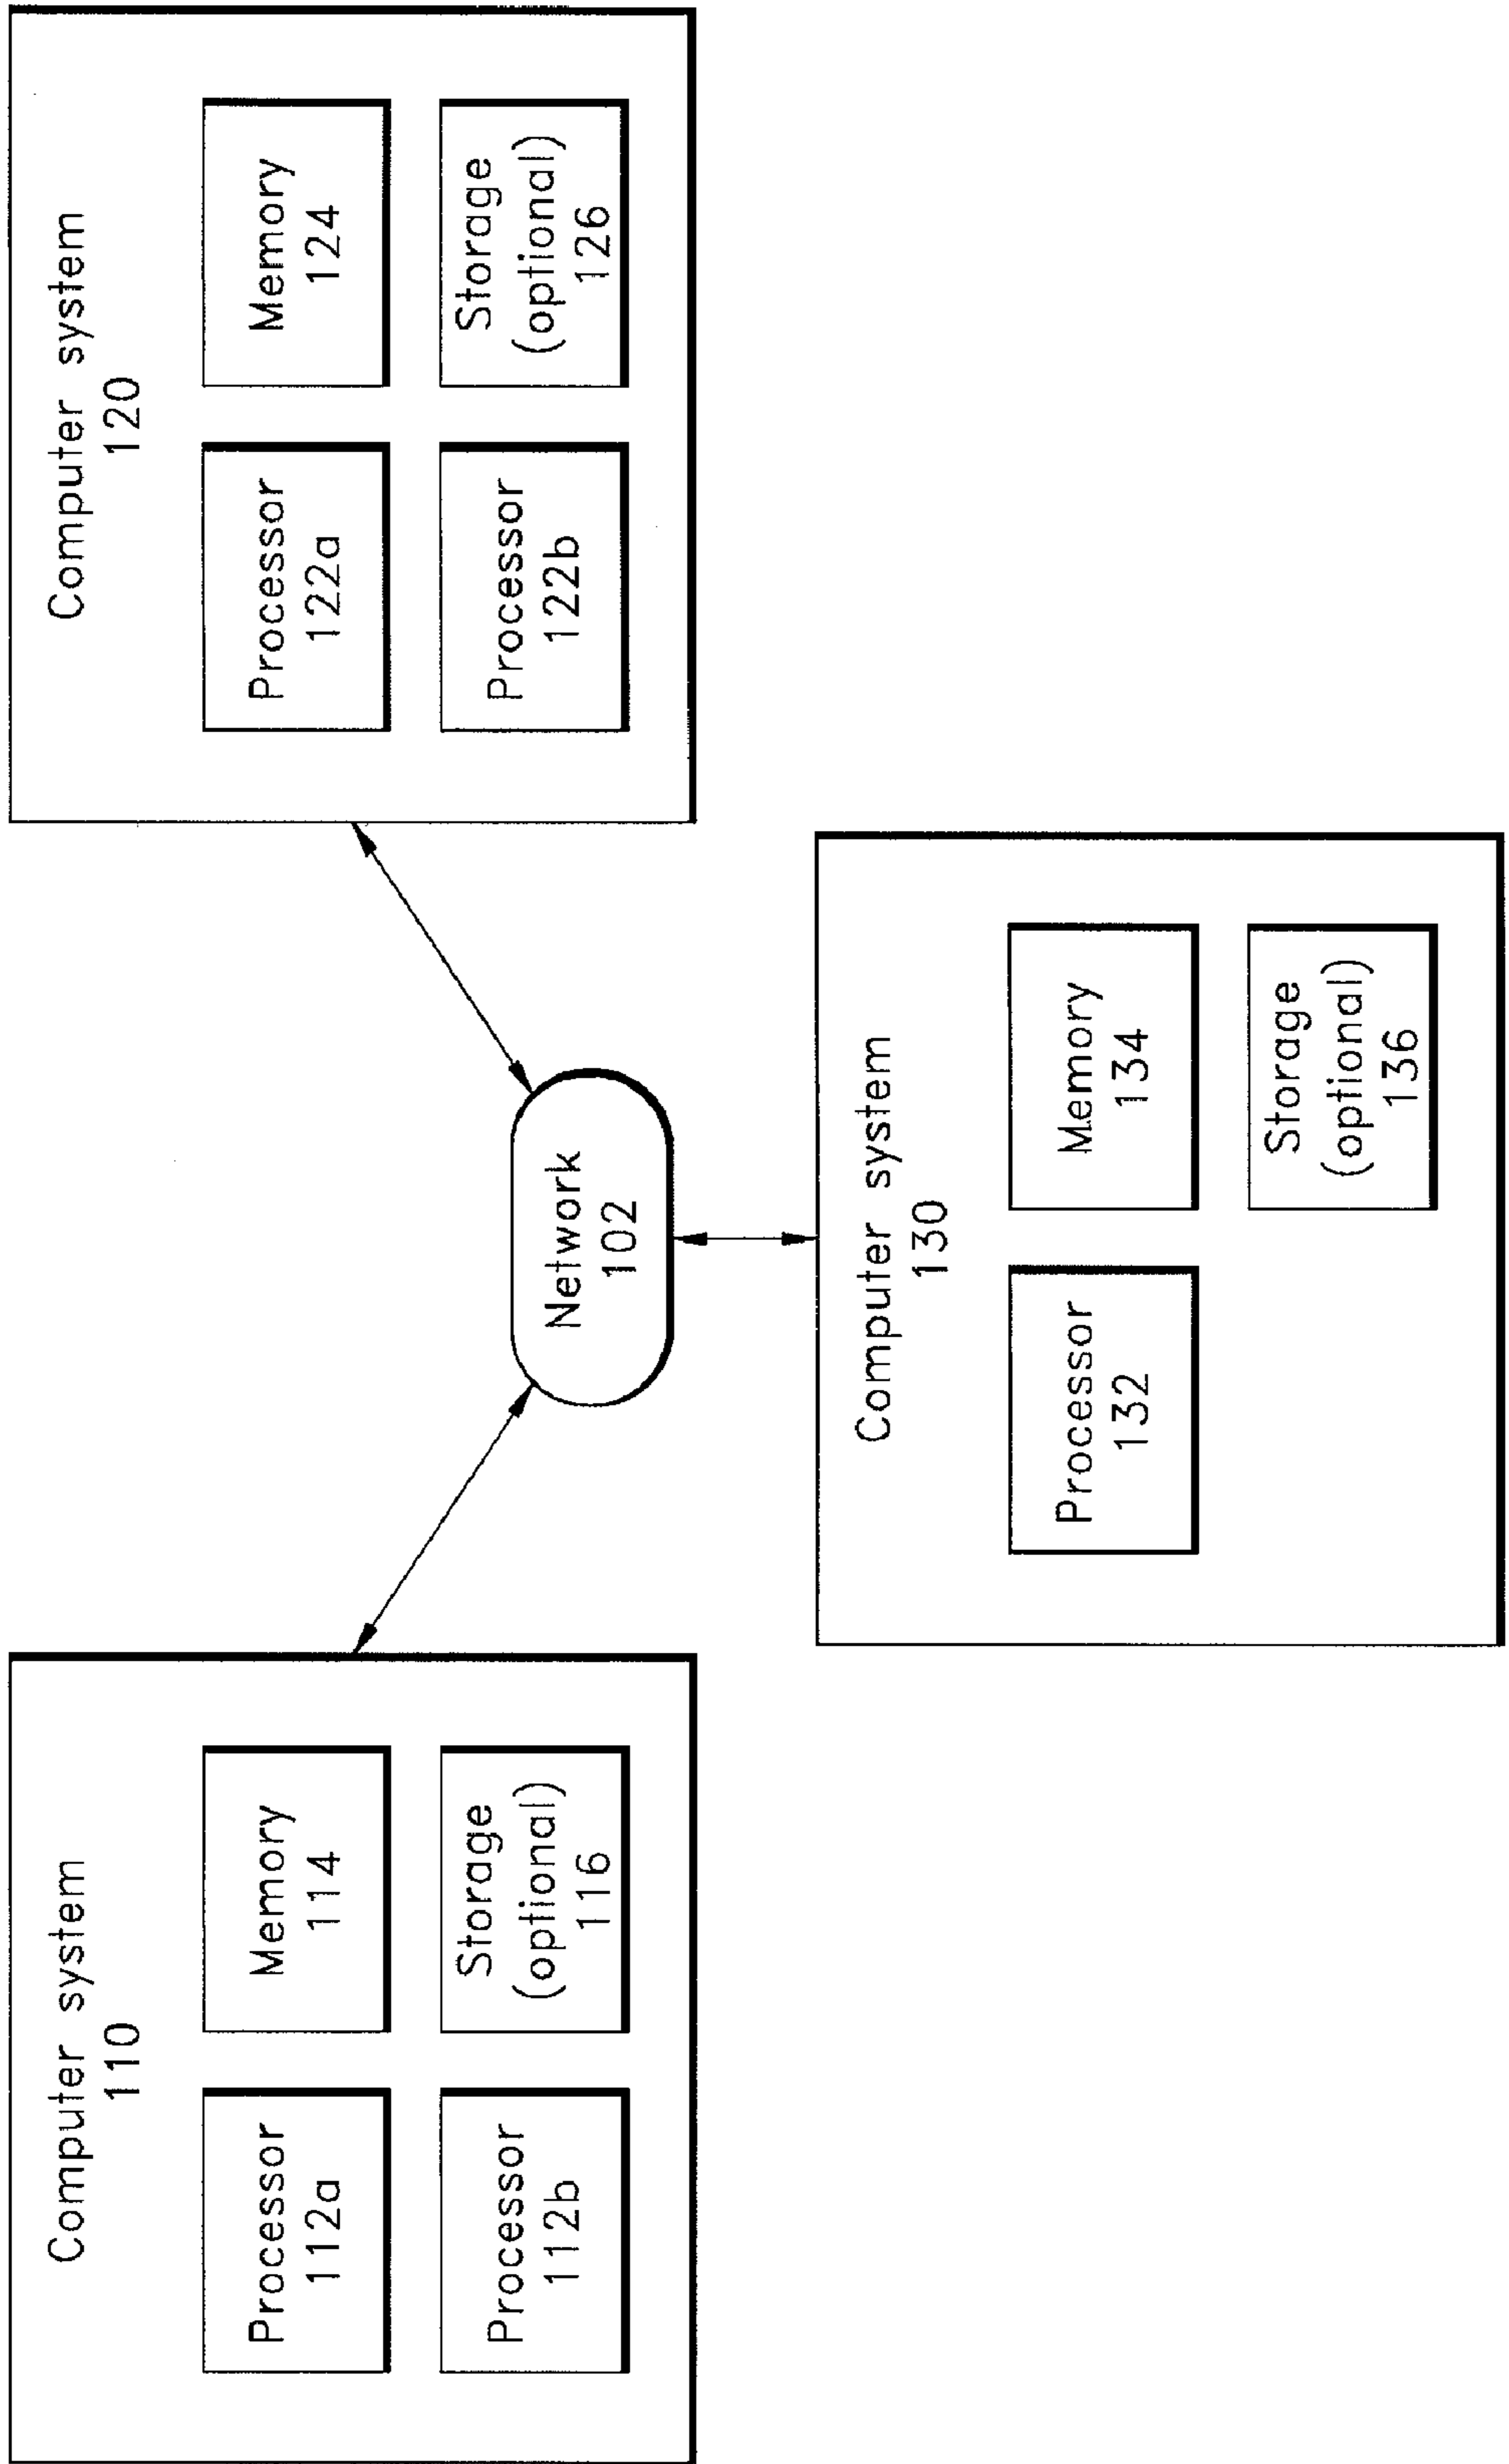 Computer system
110
Processor
112a
Memory
114
Processor
112b
Storage
(optional)
116
Network
102
Computer system
120
Processor
122a
Memory
124
Processor
122b
Storage
(optional)
126
Computer system
130
Processor
132
Memory
134
Storage
(optional)
136